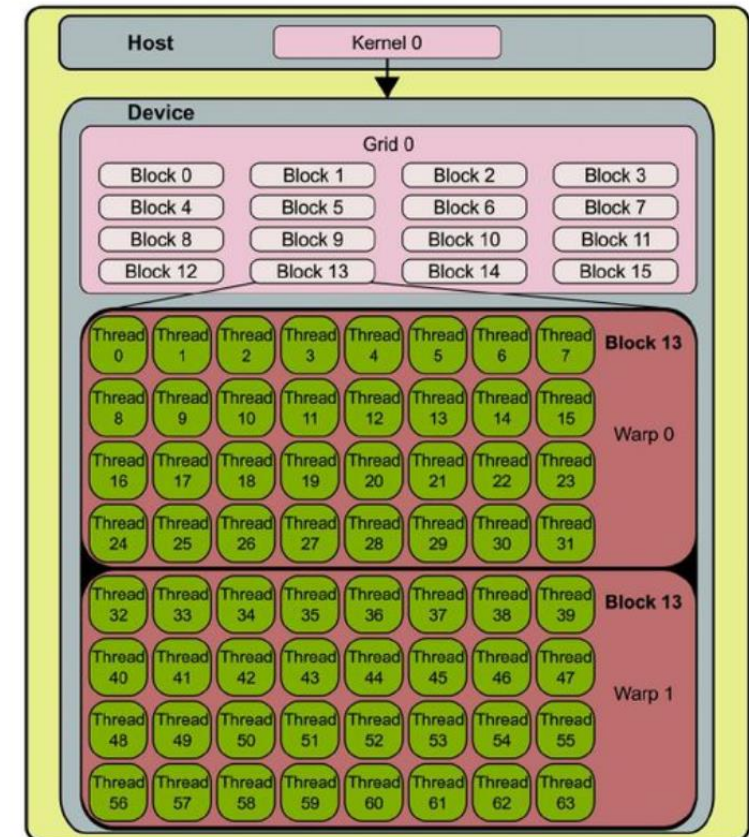 Host Kernel 0
Device
Grid 0
Block 0 Block 1 Block 2 Block 3
Block 4 Block 5 Block 6 Block 7
Block 8 Block 9 Block 10 Block 11
Block 12 Block 13 Block 14 Block 15
Thread Thread Thread Thread Thread Thread Thread Thread Block 13
0 1 2 3 4 5 6 7
Thread Thread Thread Thread Thread Thread Thread Thread
8 9 10 11 12 13 14 15
Warp 0
Thread Thread Thread Thread Thread Thread Thread Thread
16 17 18 19 20 21 22 23
Thread Thread Thread Thread Thread Thread Thread Thread
24 25 26 27 28 29 30 31
Thread Thread Thread Thread Thread Thread Thread Thread Block 13
32 33 34 35 36 37 38 39
Thread Thread Thread Thread Thread Thread Thread Thread
40 41 42 43 44 45 46 47
Warp 1
Thread Thread Thread Thread Thread Thread Thread Thread
48 49 50 51 52 53 54 55
Thread Thread Thread Thread Thread Thread Thread Thread
56 57 58 59 60 61 62 63